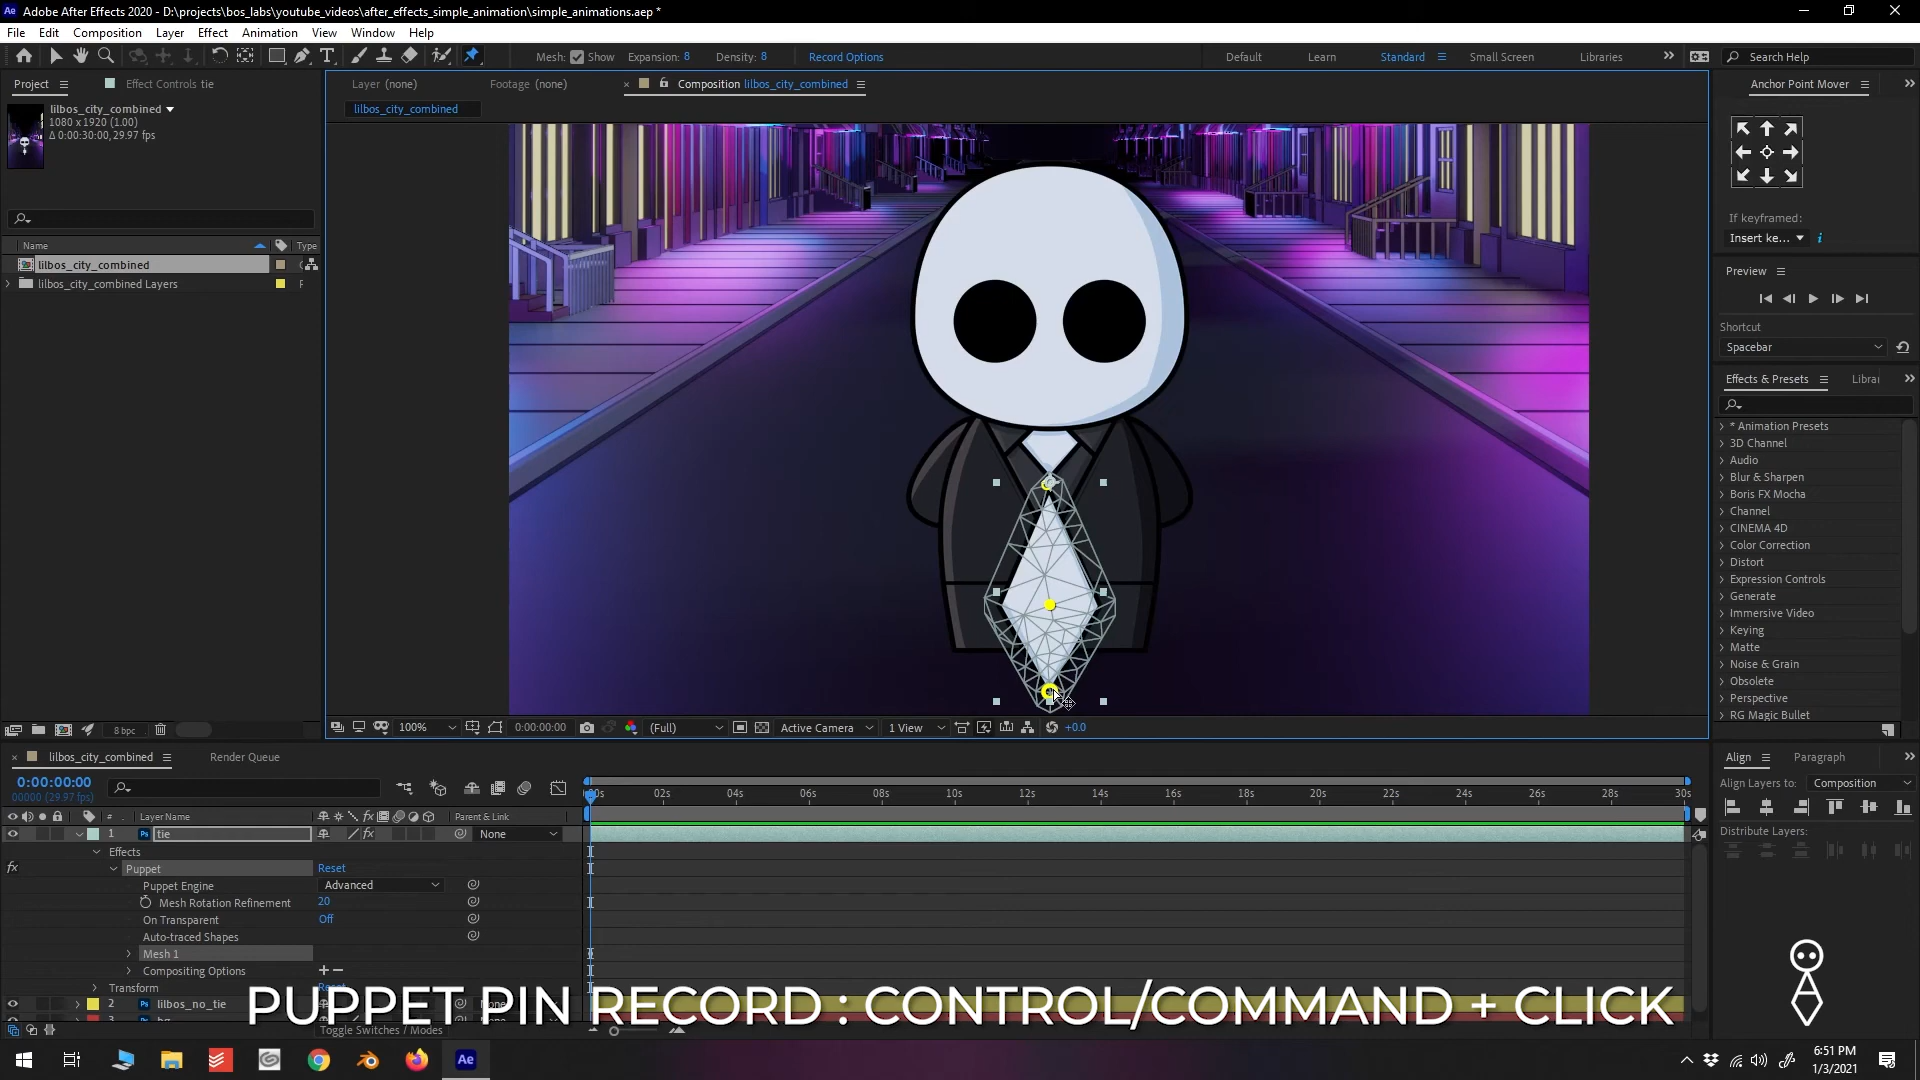 Adobe After Effects 2020 - D:\projects\bos_labs\youtube_videos\after_effects_simple_animation\simple_animations.aep *
File Edit Composition Layer Effect Animation View Window Help
Mesh: Show Expansion: 8 Density: 8 Record Options Default Learn Standard Small Screen Libraries Search Help
Project Effect Controls tie
lilbos_city_combined
1080 x 1920 (1.00)
Δ 0:00:30:00, 29.97 fps
Name Type
lilbos_city_combined
lilbos_city_combined Layers F
8 bpc
Layer (none) Footage (none) Composition lilbos_city_combined
lilbos_city_combined
100% 0:00:00:00 (Full) Active Camera 1 View +0.0
Anchor Point Mover
If keyframed:
Insert ke...
Preview
Shortcut
Spacebar
Effects & Presets Librar
* Animation Presets
3D Channel
Audio
Blur & Sharpen
Boris FX Mocha
Channel
CINEMA 4D
Color Correction
Distort
Expression Controls
Generate
Immersive Video
Keying
Matte
Noise & Grain
Obsolete
Perspective
RG Magic Bullet
lilbos_city_combined Render Queue
0:00:00:00
00000 (29.97 fps)
00s 02s 04s 06s 08s 10s 12s 14s 16s 18s 20s 22s 24s 26s 28s 30s
# Layer Name Parent & Link
1 Ps tie None
Effects
fx Puppet Reset
Puppet Engine Advanced
Mesh Rotation Refinement 20
On Transparent Off
Auto-traced Shapes
Mesh 1
Compositing Options + −
Transform Reset
2 Ps lilbos_no_tie None
Toggle Switches / Modes
PUPPET PIN RECORD : CONTROL/COMMAND + CLICK
Align Paragraph
Align Layers to: Composition
Distribute Layers:
Ae
6:51 PM
1/3/2021